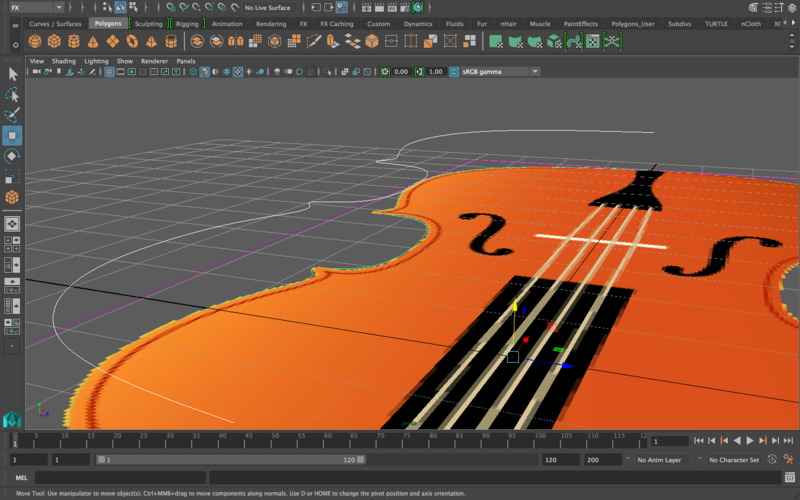 FX
No Live Surface
Curves / Surfaces Polygons Sculpting Rigging Animation Rendering FX FX Caching Custom Dynamics Fluids Fur nHair Muscle PaintEffects Polygons_User Subdivs TURTLE nCloth
View Shading Lighting Show Renderer Panels
0.00 1.00 sRGB gamma
1 5 10 15 20 25 30 35 40 45 50 55 60 65 70 75 80 85 90 95 100 105 110 115 12 1
1 1 1 120 120 200 No Anim Layer No Character Set
MEL
Move Tool: Use manipulator to move object(s). Ctrl+MMB+drag to move components along normals. Use D or HOME to change the pivot position and axis orientation.